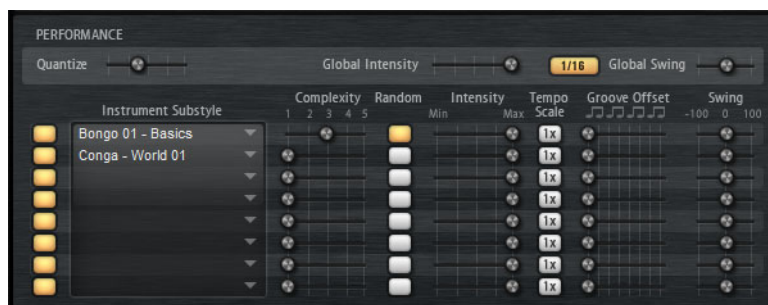 PERFORMANCE
Quantize Global Intensity 1/16 Global Swing
Complexity Random Intensity Tempo Groove Offset Swing
Instrument Substyle 1 2 3 4 5 Min Max Scale -100 0 100
Bongo 01 - Basics 1x
Conga - World 01 1x
1x
1x
1x
1x
1x
1x